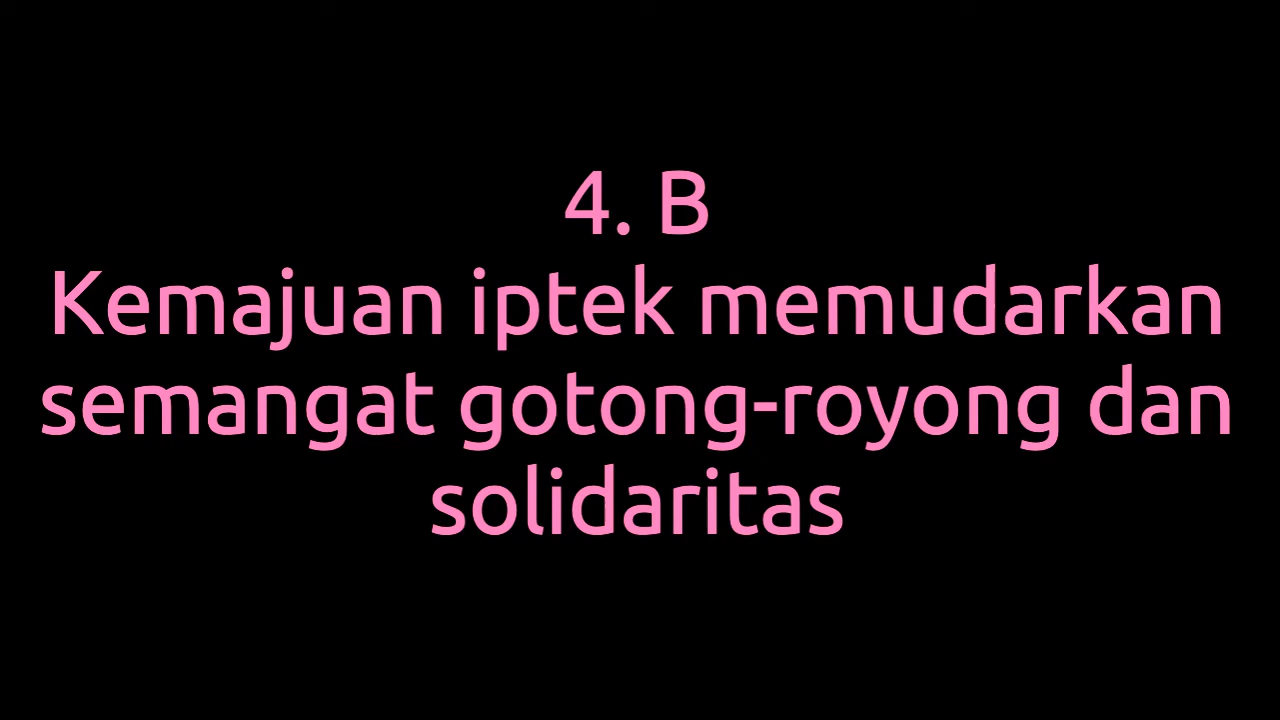 4. B
Kemajuan iptek memudarkan
semangat gotong-royong dan
solidaritas